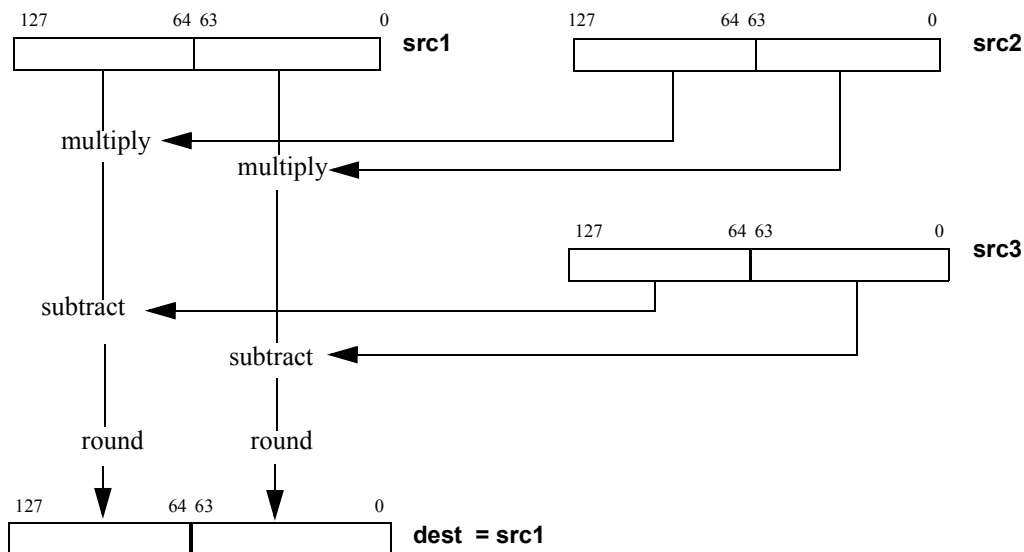 127 64 63 0 src1
127 64 63 0 src2
multiply
multiply
127 64 63 0 src3
subtract
subtract
round round
127 64 63 0
dest = src1